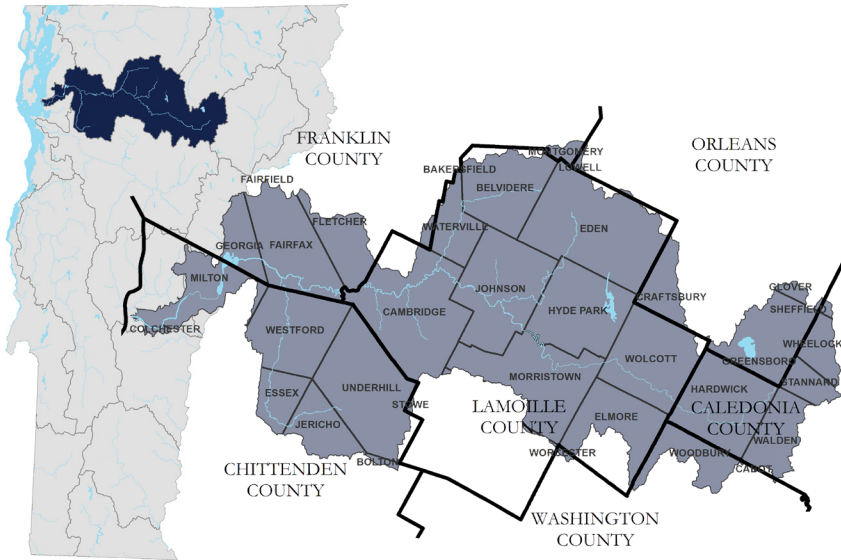 FRANKLIN
COUNTY
ORLEANS
COUNTY
MONTGOMERY
LOWELL
BAKERSFIELD
BELVIDERE
FAIRFIELD
FLETCHER
WATERVILLE
EDEN
GEORGIA
FAIRFAX
MILTON
JOHNSON
GLOVER
CRAFTSBURY
SHEFFIELD
HYDE PARK
CAMBRIDGE
COLCHESTER
WESTFORD
WHEELOCK
WOLCOTT
GREENSBORO
MORRISTOWN
STANNARD
UNDERHILL
HARDWICK
ESSEX
STOWE
LAMOILLE
COUNTY
CALEDONIA
COUNTY
ELMORE
JERICHO
WALDEN
WORCESTER
WOODBURY
BOLTON
CABOT
CHITTENDEN
COUNTY
WASHINGTON
COUNTY